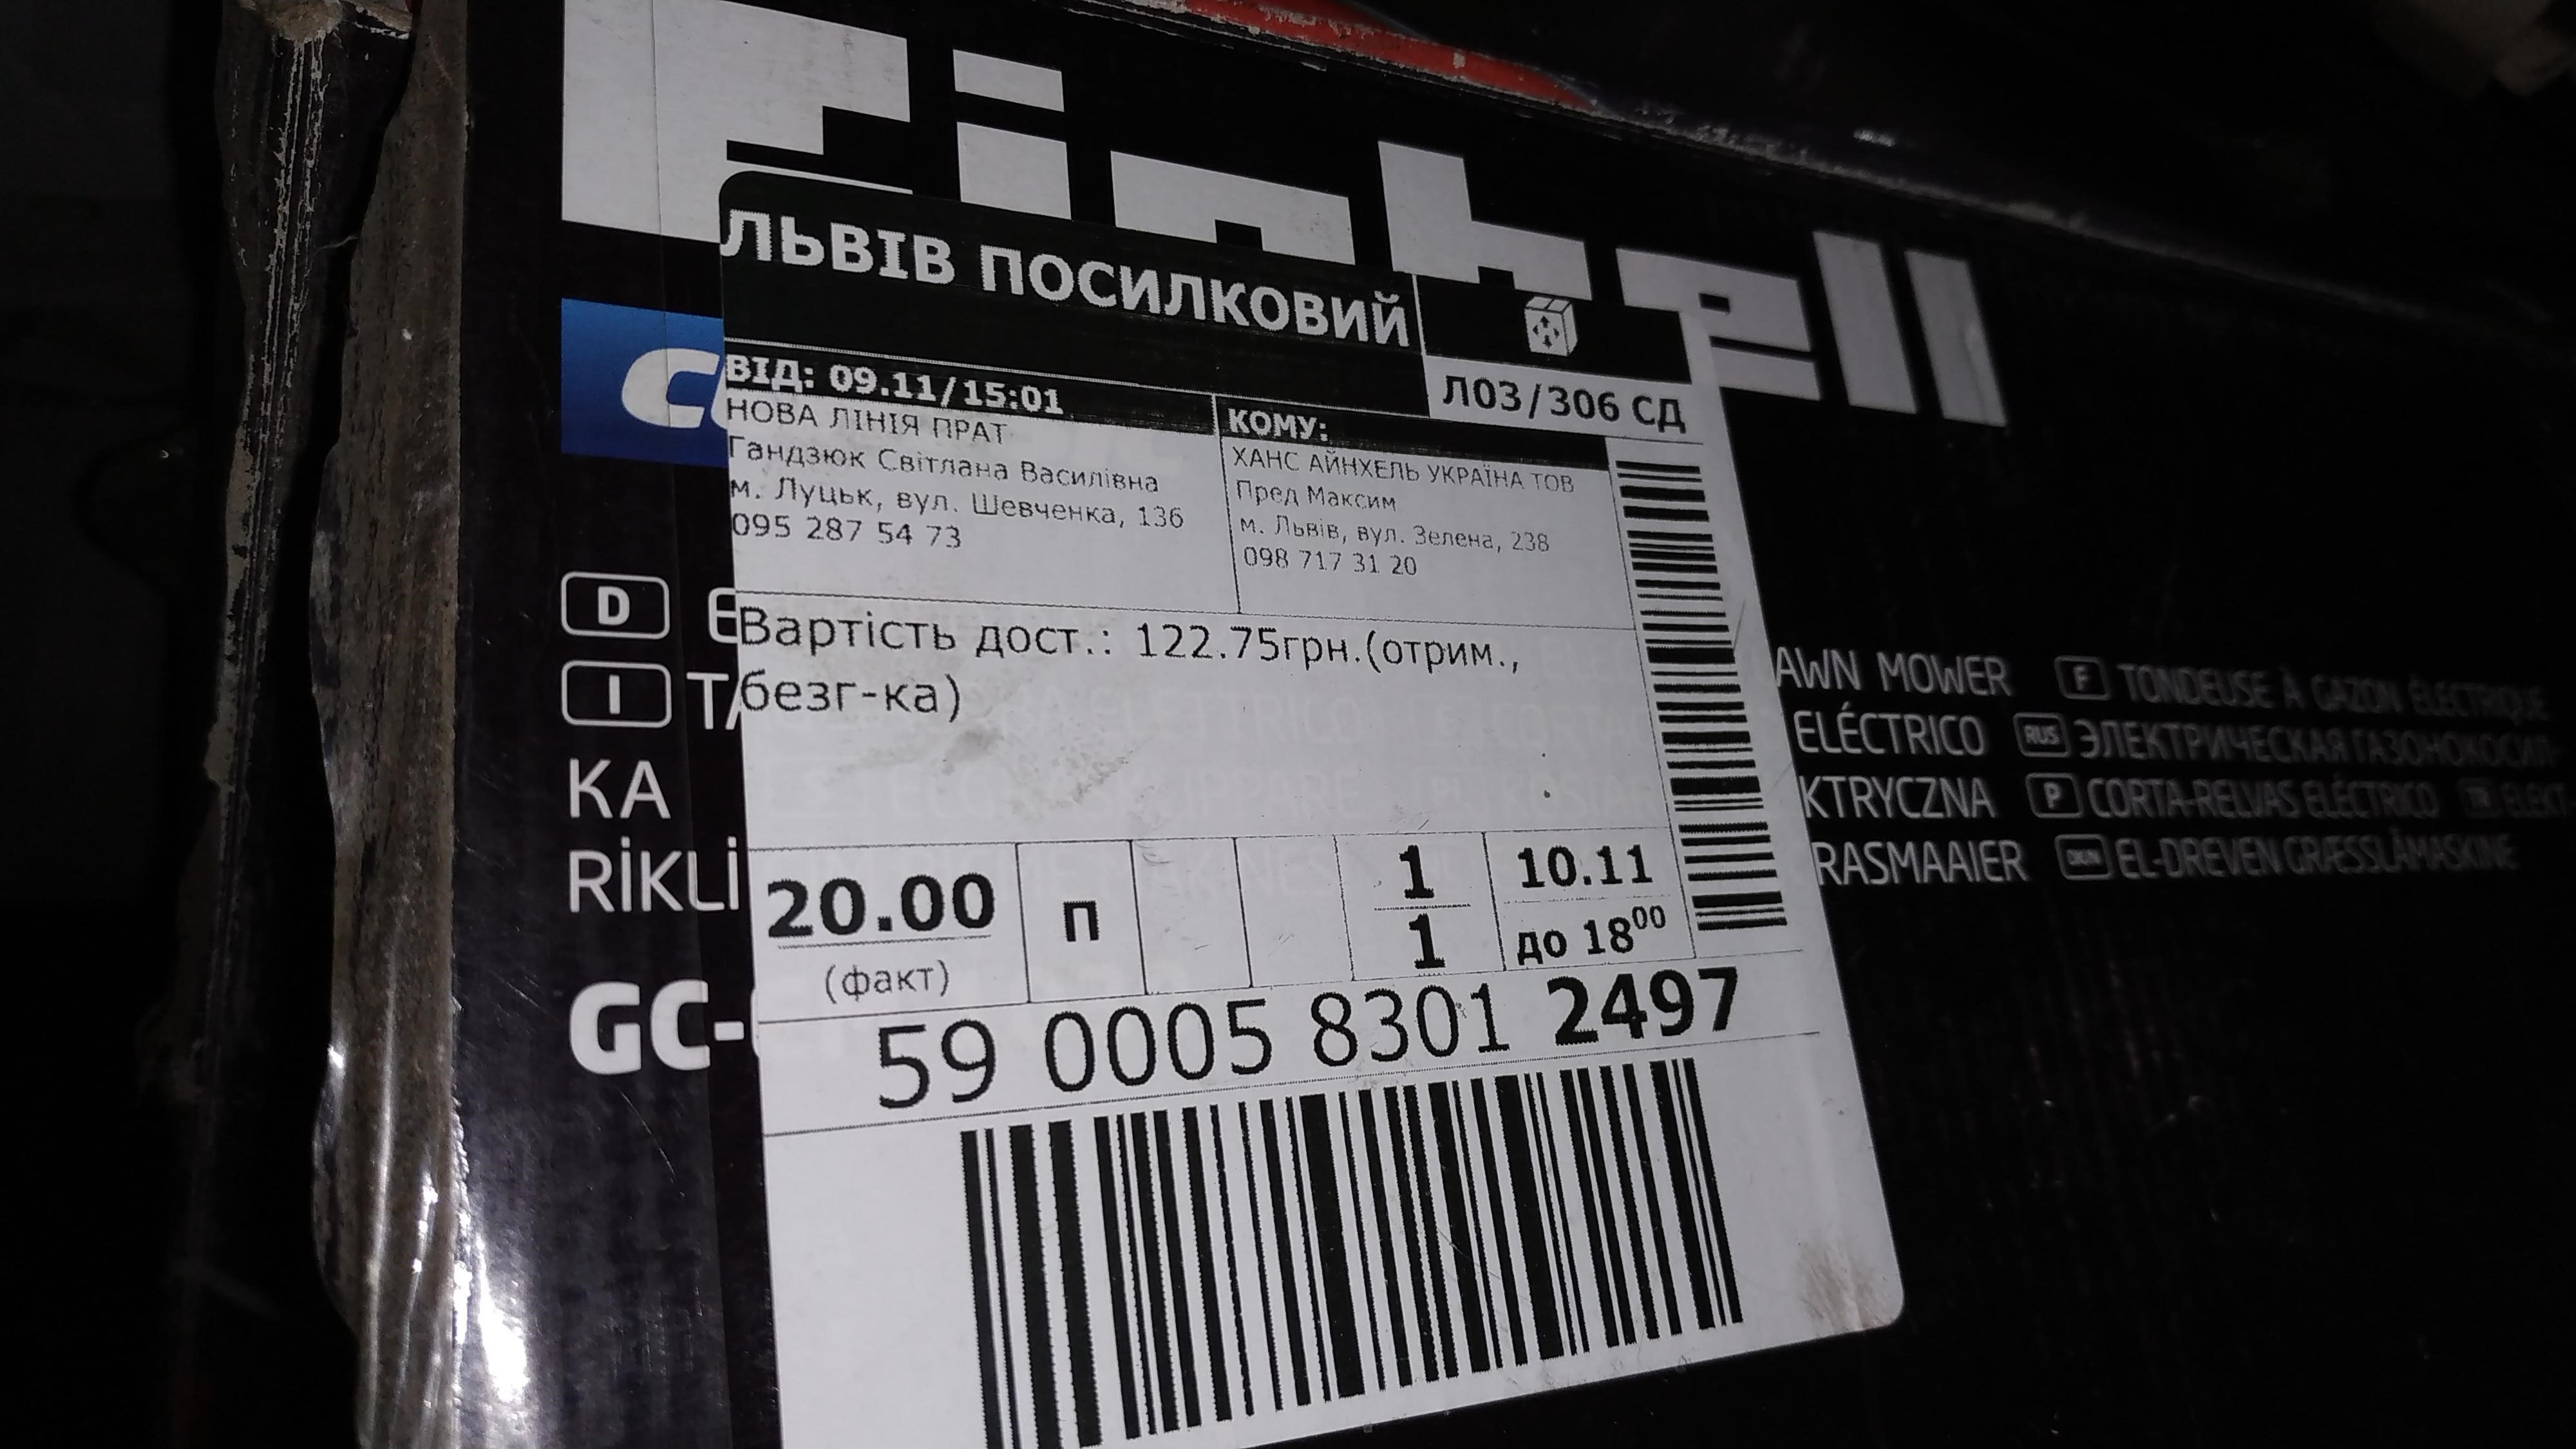 Einhell
ЛЬВІВ ПОСИЛКОВИЙ
Л03/306 СД
ВІД: 09.11/15:01
НОВА ЛІНІЯ ПРАТ
Гандзюк Світлана Василівна
м. Луцьк, вул. Шевченка, 136
095 287 54 73
КОМУ:
ХАНС АЙНХЕЛЬ УКРАЇНА ТОВ
Пред Максим
м. Львів, вул. Зелена, 238
098 717 31 20
Вартість дост.: 122.75грн.(отрим.,
безг-ка)
20.00
(факт)
П
1
1
10.11
до 18⁰⁰
59 0005 8301 2497
D
I
KA
RİKLİ
GC-
AWN MOWER F TONDEUSE À GAZON ÉLECTRIQUE
ELÉCTRICO RUS ЭЛЕКТРИЧЕСКАЯ ГАЗОНОКОСИЛ-
KTRYCZNA P CORTA-RELVAS ELÉCTRICO TR ELEKT
RASMAAIER EL-DREVEN GRÆSSLÅMASKINE